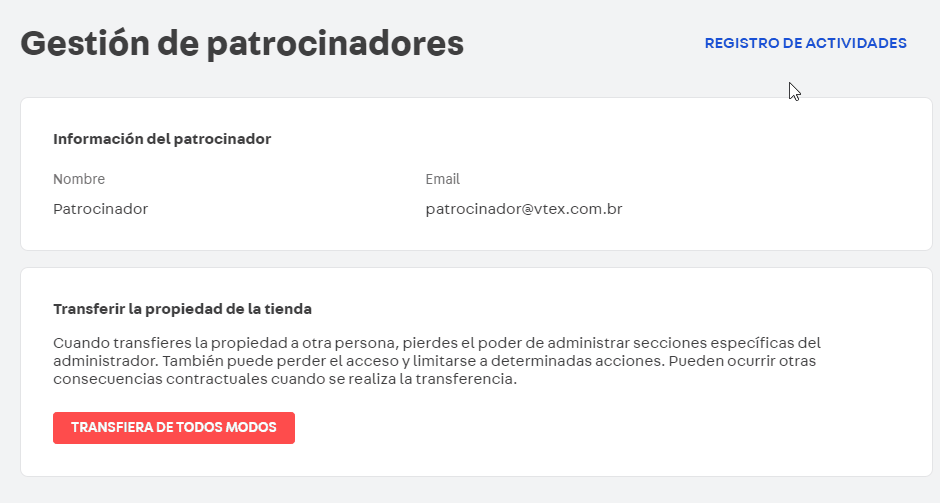 Gestión de patrocinadores
REGISTRO DE ACTIVIDADES
Información del patrocinador
Nombre
Email
Patrocinador
patrocinador@vtex.com.br
Transferir la propiedad de la tienda
Cuando transfieres la propiedad a otra persona, pierdes el poder de administrar secciones específicas del
administrador. También puede perder el acceso y limitarse a determinadas acciones. Pueden ocurrir otras
consecuencias contractuales cuando se realiza la transferencia.
TRANSFIERA DE TODOS MODOS